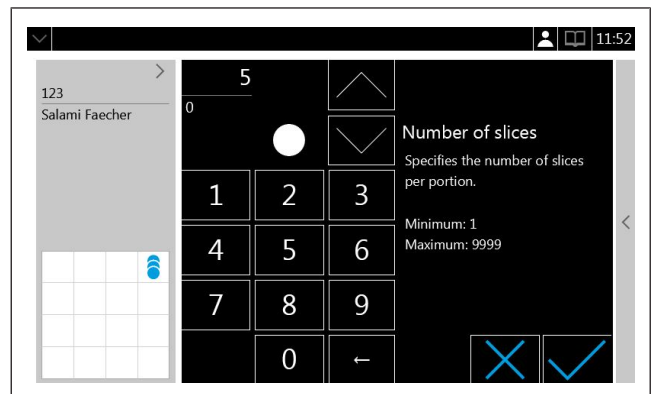 11:52
123
Salami Faecher
5
0
1 2 3
4 5 6
7 8 9
0 ←
Number of slices
Specifies the number of slices
per portion.
Minimum: 1
Maximum: 9999